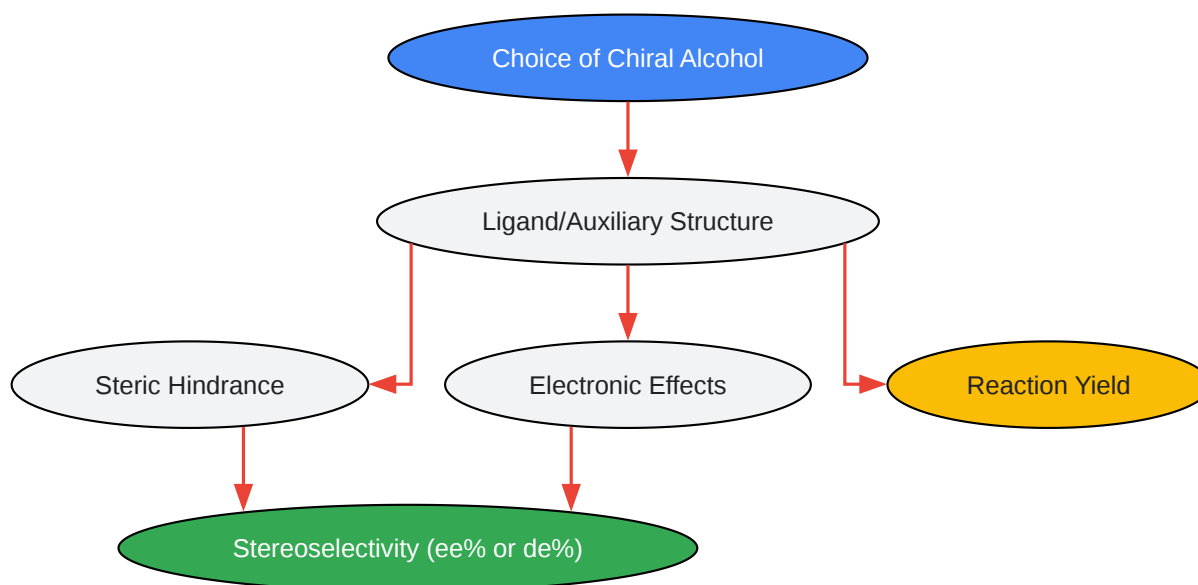 Choice of Chiral Alcohol
Ligand/Auxiliary Structure
Steric Hindrance
Electronic Effects
Reaction Yield
Stereoselectivity (ee% or de%)